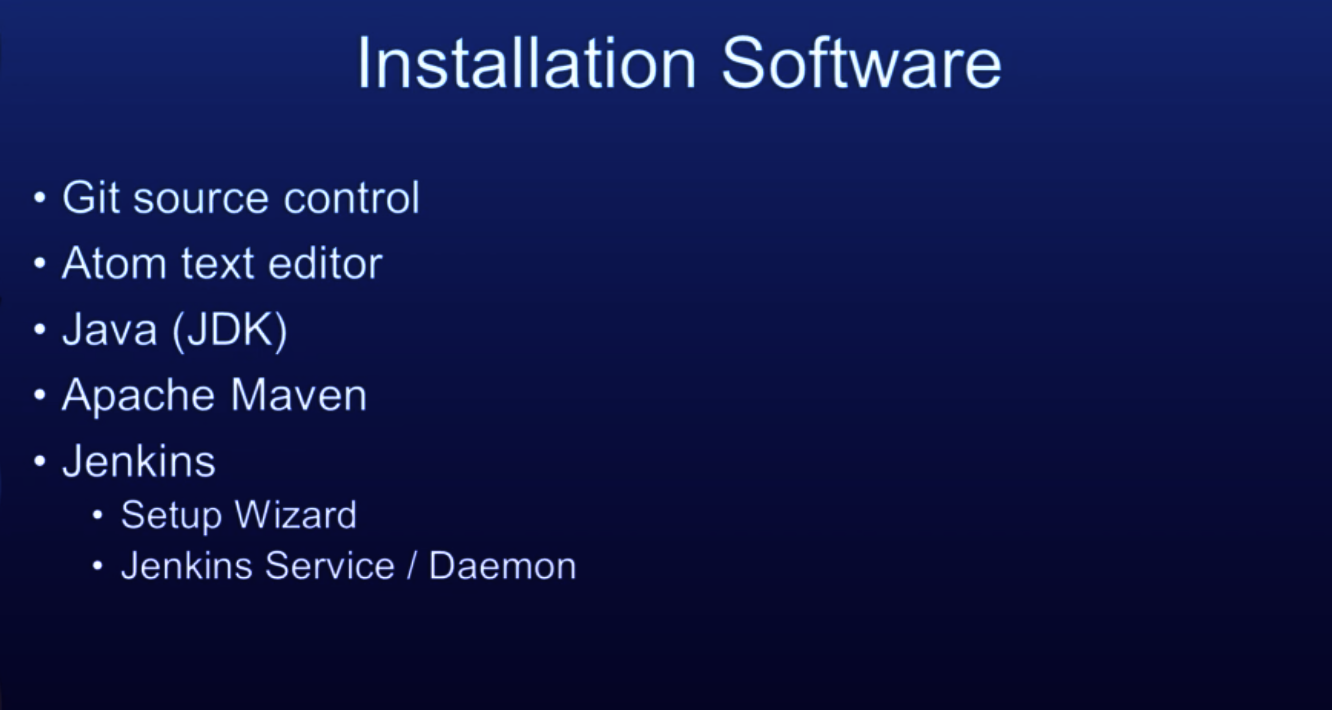 Installation Software
• Git source control
• Atom text editor
• Java (JDK)
• Apache Maven
• Jenkins
• Setup Wizard
• Jenkins Service / Daemon